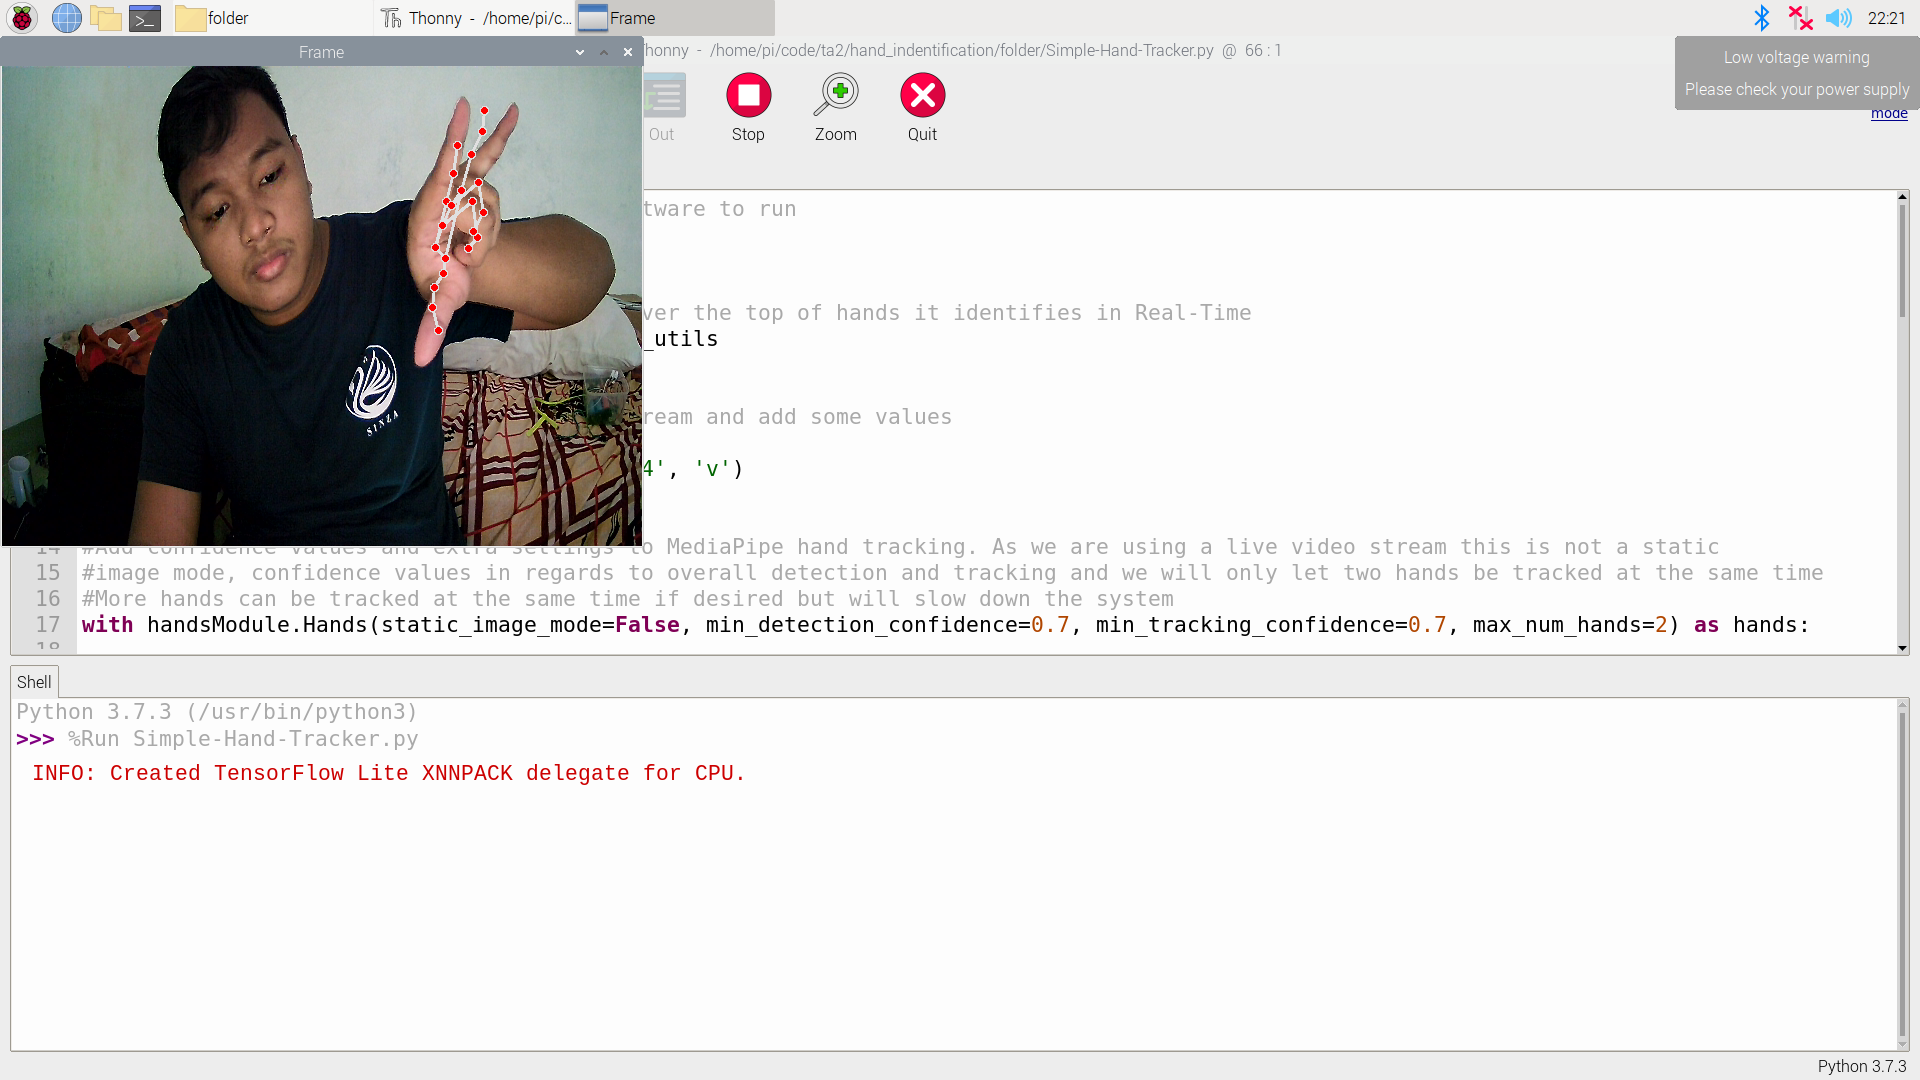 folder
Thonny - /home/pi/c...
Frame
22:21
Frame
Thonny - /home/pi/code/ta2/hand_indentification/folder/Simple-Hand-Tracker.py @ 66 : 1
Low voltage warning
Please check your power supply
mode
Out
Stop
Zoom
Quit
tware to run
ver the top of hands it identifies in Real-Time
_utils
ream and add some values
4', 'v')
SINZA
14 #Add confidence values and extra settings to MediaPipe hand tracking. As we are using a live video stream this is not a static
15 #image mode, confidence values in regards to overall detection and tracking and we will only let two hands be tracked at the same time
16 #More hands can be tracked at the same time if desired but will slow down the system
17 with handsModule.Hands(static_image_mode=False, min_detection_confidence=0.7, min_tracking_confidence=0.7, max_num_hands=2) as hands:
18
Shell
Python 3.7.3 (/usr/bin/python3)
>>> %Run Simple-Hand-Tracker.py
INFO: Created TensorFlow Lite XNNPACK delegate for CPU.
Python 3.7.3